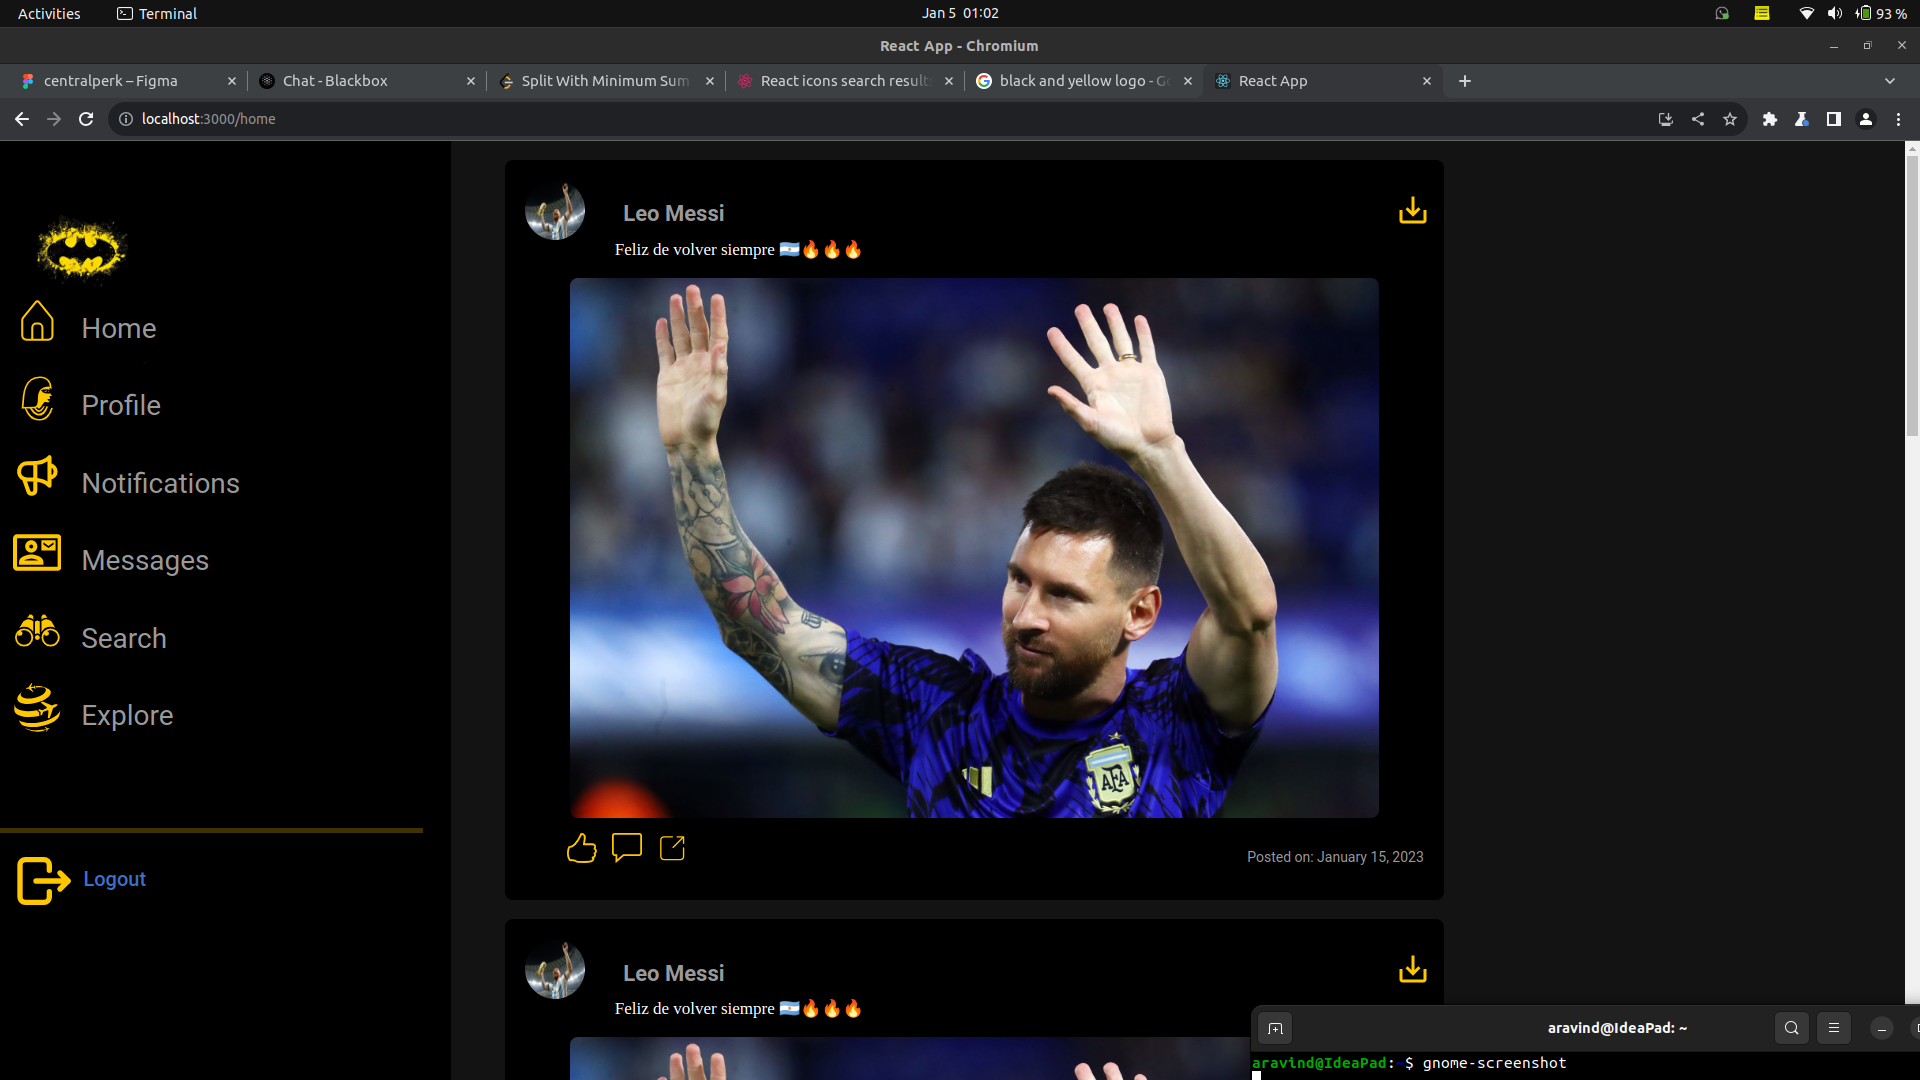 Activities
Terminal
Jan 5 01:02
93 %
React App - Chromium
centralperk – Figma
Chat - Blackbox
Split With Minimum Sum
React icons search results
black and yellow logo - Go
React App
localhost:3000/home
Leo Messi
Feliz de volver siempre 🇦🇷🔥🔥🔥
Home
Profile
Notifications
Messages
Search
Explore
AFA
Posted on: January 15, 2023
Logout
Leo Messi
Feliz de volver siempre 🇦🇷🔥🔥🔥
aravind@IdeaPad: ~
aravind@IdeaPad:~$ gnome-screenshot